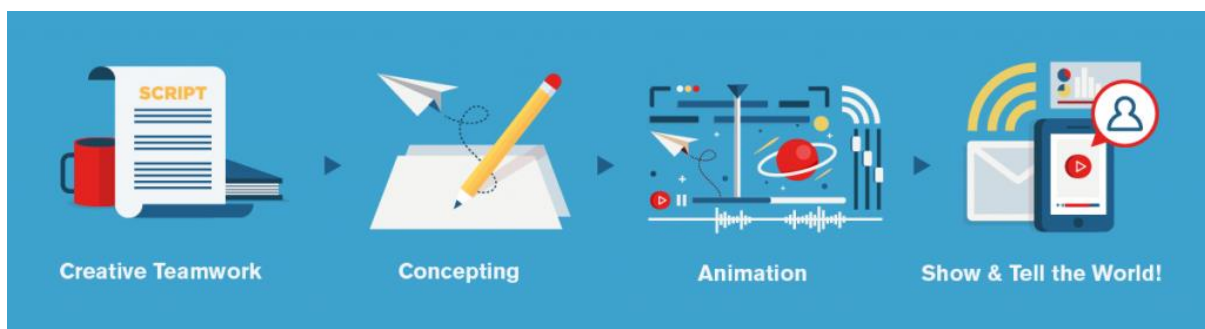 SCRIPT
Creative Teamwork
Concepting
Animation
Show & Tell the World!